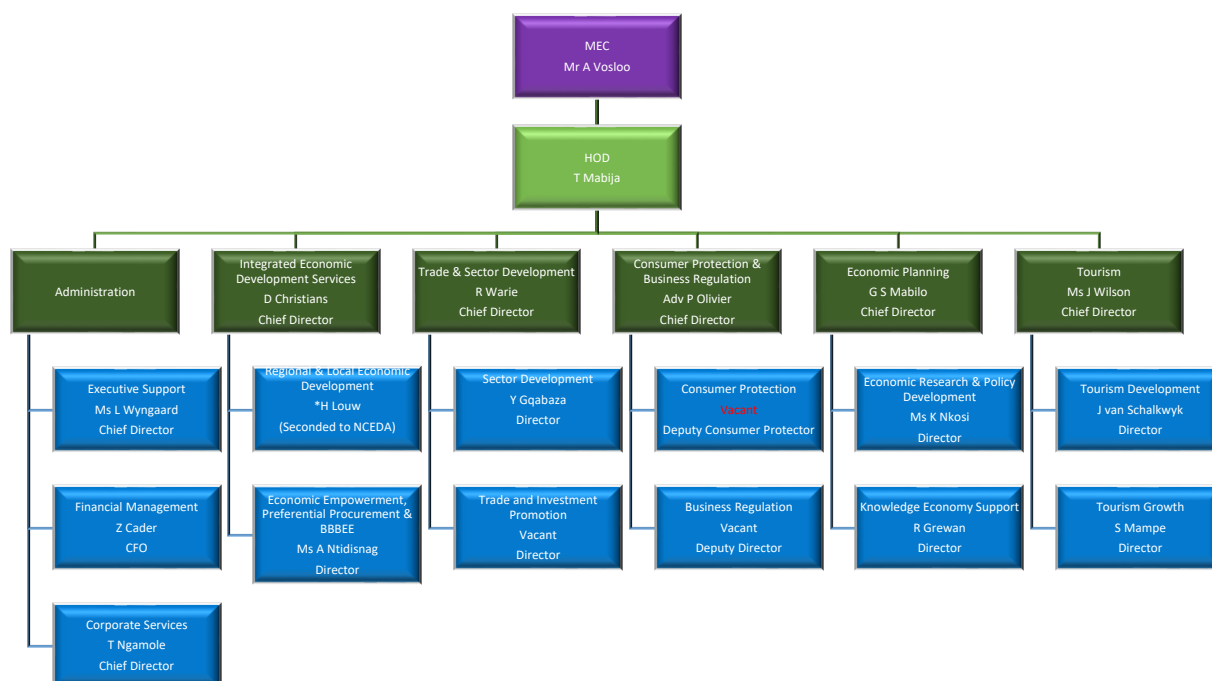 MEC
Mr A Vosloo
HOD
T Mabija
Administration
Integrated Economic
Development Services
D Christians
Chief Director
Trade & Sector Development
R Warie
Chief Director
Consumer Protection &
Business Regulation
Adv P Olivier
Chief Director
Economic Planning
G S Mabilo
Chief Director
Tourism
Ms J Wilson
Chief Director
Executive Support
Ms L Wyngaard
Chief Director
Regional & Local Economic
Development
*H Louw
(Seconded to NCEDA)
Sector Development
Y Gqabaza
Director
Consumer Protection
Vacant
Deputy Consumer Protector
Economic Research & Policy
Development
Ms K Nkosi
Director
Tourism Development
J van Schalkwyk
Director
Financial Management
Z Cader
CFO
Economic Empowerment,
Preferential Procurement &
BBBEE
Ms A Ntidisnag
Director
Trade and Investment
Promotion
Vacant
Director
Business Regulation
Vacant
Deputy Director
Knowledge Economy Support
R Grewan
Director
Tourism Growth
S Mampe
Director
Corporate Services
T Ngamole
Chief Director